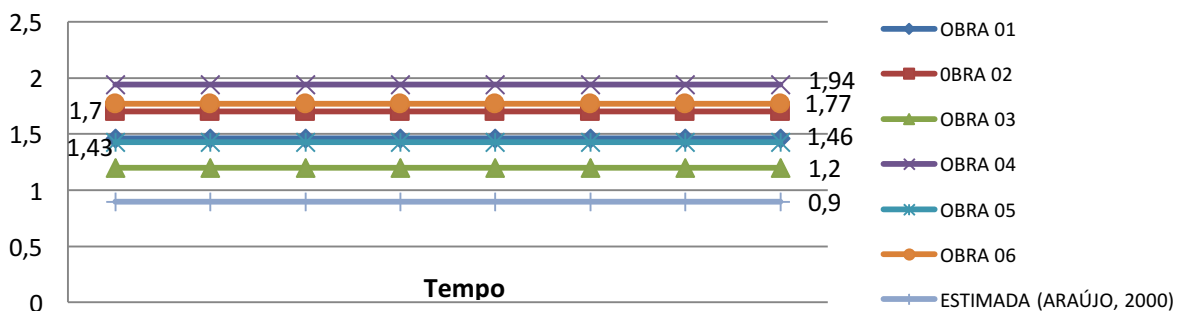 2,5
2
1,5
1
0,5
0
1,7
1,43
1,94
1,77
1,46
1,2
0,9
Tempo
OBRA 01
0BRA 02
OBRA 03
OBRA 04
OBRA 05
OBRA 06
ESTIMADA (ARAÚJO, 2000)